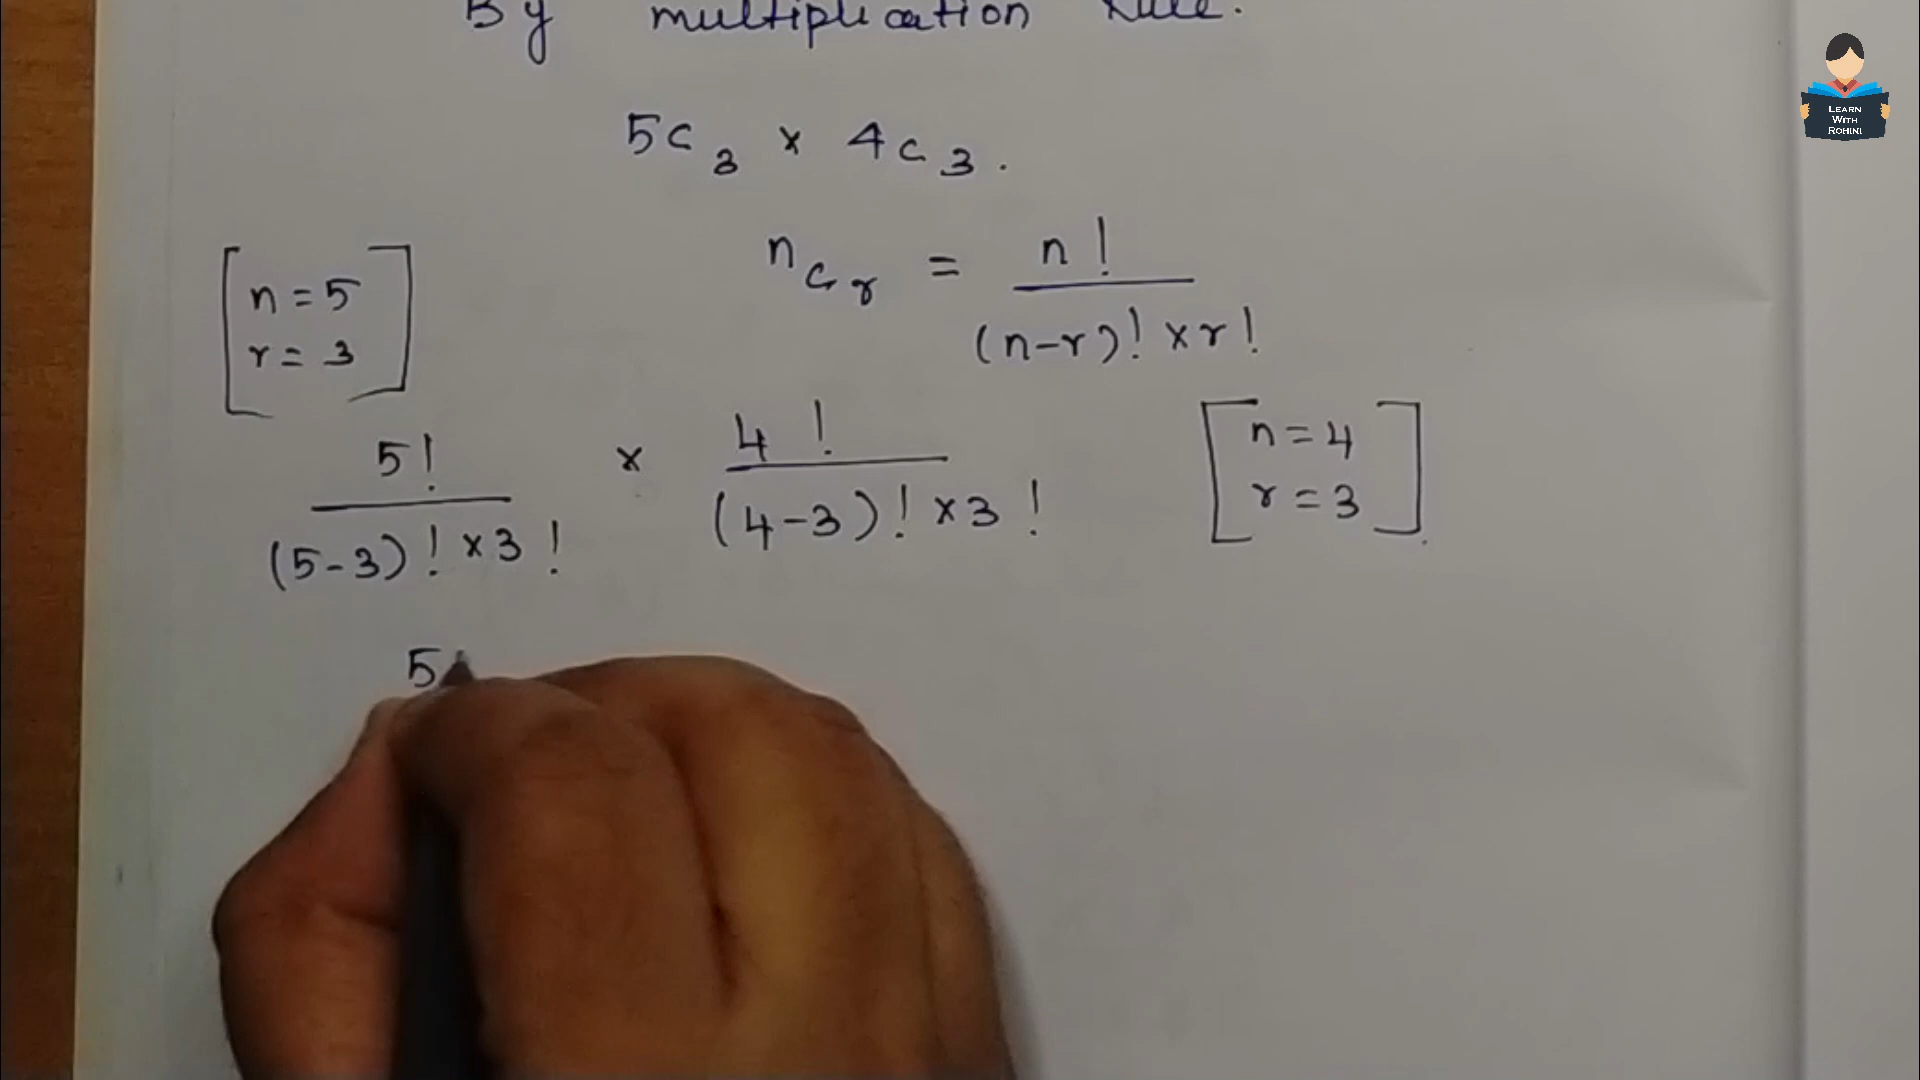 By multiplication Rule.
5C3 × 4C3.
nCr = n! / (n-r)! × r!
[n = 5
r = 3]
5! / (5-3)! × 3! × 4! / (4-3)! × 3!
[n = 4
r = 3]
5
LEARN
WITH
ROHINI